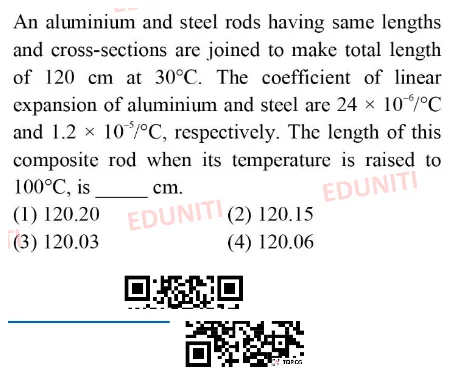 An aluminium and steel rods having same lengths
and cross-sections are joined to make total length
of 120 cm at 30°C. The coefficient of linear
expansion of aluminium and steel are 24 × 10⁻⁶/°C
and 1.2 × 10⁻⁵/°C, respectively. The length of this
composite rod when its temperature is raised to
100°C, is _____ cm.
EDUNITI
EDUNITI
(1) 120.20 (2) 120.15
(3) 120.03 (4) 120.06